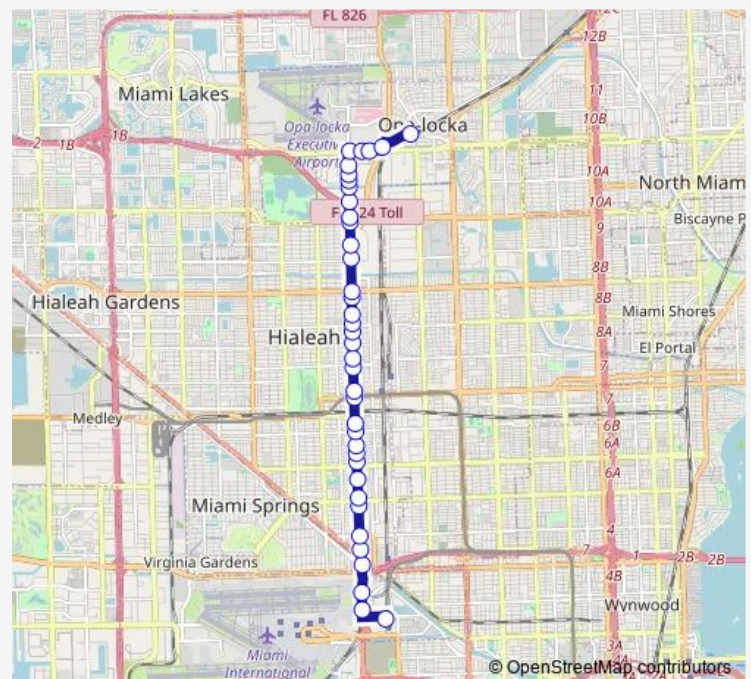 FL 826
12B
Miami Lakes
11
Opa-locka
Executiv
Airport
Opa-locka
10B
2 1B
1B
10A
North Miam
10A
F 24 Toll
Biscayne P
9
8B
Hialeah Gardens
8B
Miami Shores
Hialeah
8A
El Portal
7
7
Medley
6B
6A
6A
Miami Springs
4
Virginia Gardens
7 1 2B 2B
4B
Wynwood
Miami
International
3A
4A
© OpenStreetMap contributors